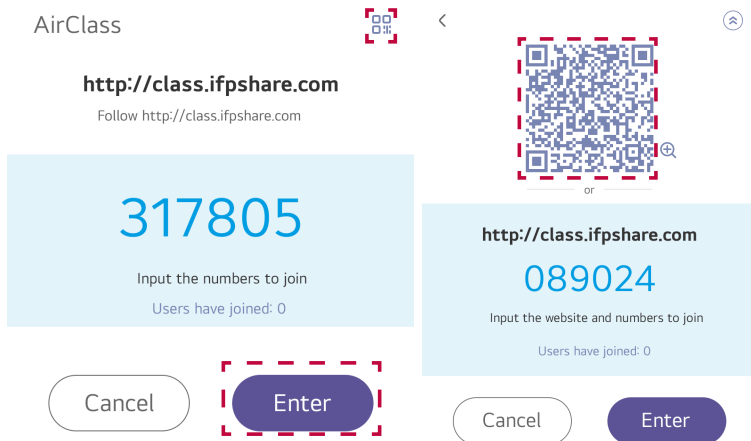 AirClass
http://class.ifpshare.com
Follow http://class.ifpshare.com
317805
Input the numbers to join
Users have joined: 0
Cancel
Enter
or
http://class.ifpshare.com
089024
Input the website and numbers to join
Users have joined: 0
Cancel
Enter